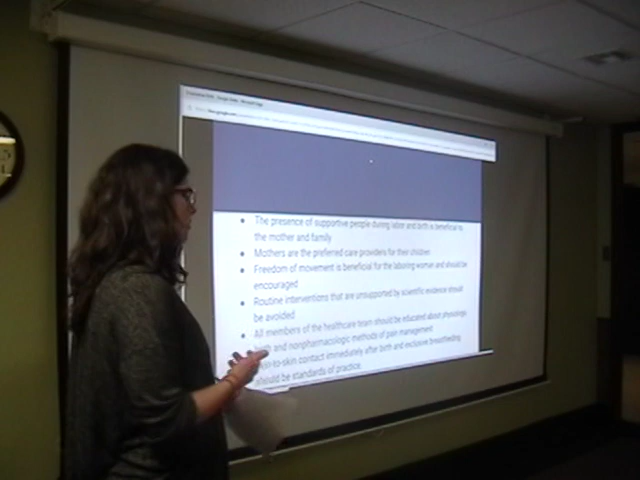 • The presence of supportive people during labor and birth is beneficial to
the mother and family
• Mothers are the preferred care providers for their children
• Freedom of movement is beneficial for the laboring woman and should be
encouraged
• Routine interventions that are unsupported by scientific evidence should
be avoided
• All members of the healthcare team should be educated about physiologic
birth and nonpharmacologic methods of pain management
skin-to-skin contact immediately after birth and exclusive breastfeeding
should be standards of practice.